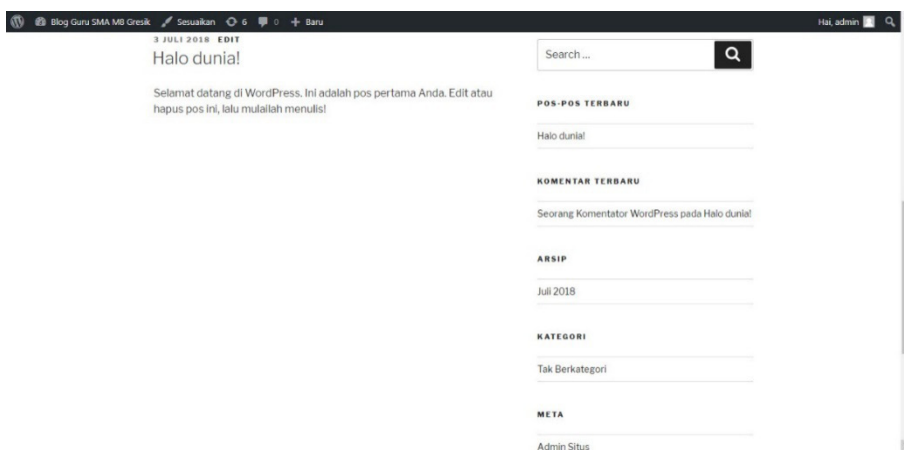 Blog Guru SMA M8 Gresik Sesuaikan 6 0 + Baru Hai, admin
3 JULI 2018 EDIT
Halo dunia!
Selamat datang di WordPress. Ini adalah pos pertama Anda. Edit atau
hapus pos ini, lalu mulailah menulis!
Search ...
POS-POS TERBARU
Halo dunia!
KOMENTAR TERBARU
Seorang Komentator WordPress pada Halo dunia!
ARSIP
Juli 2018
KATEGORI
Tak Berkategori
META
Admin Situs